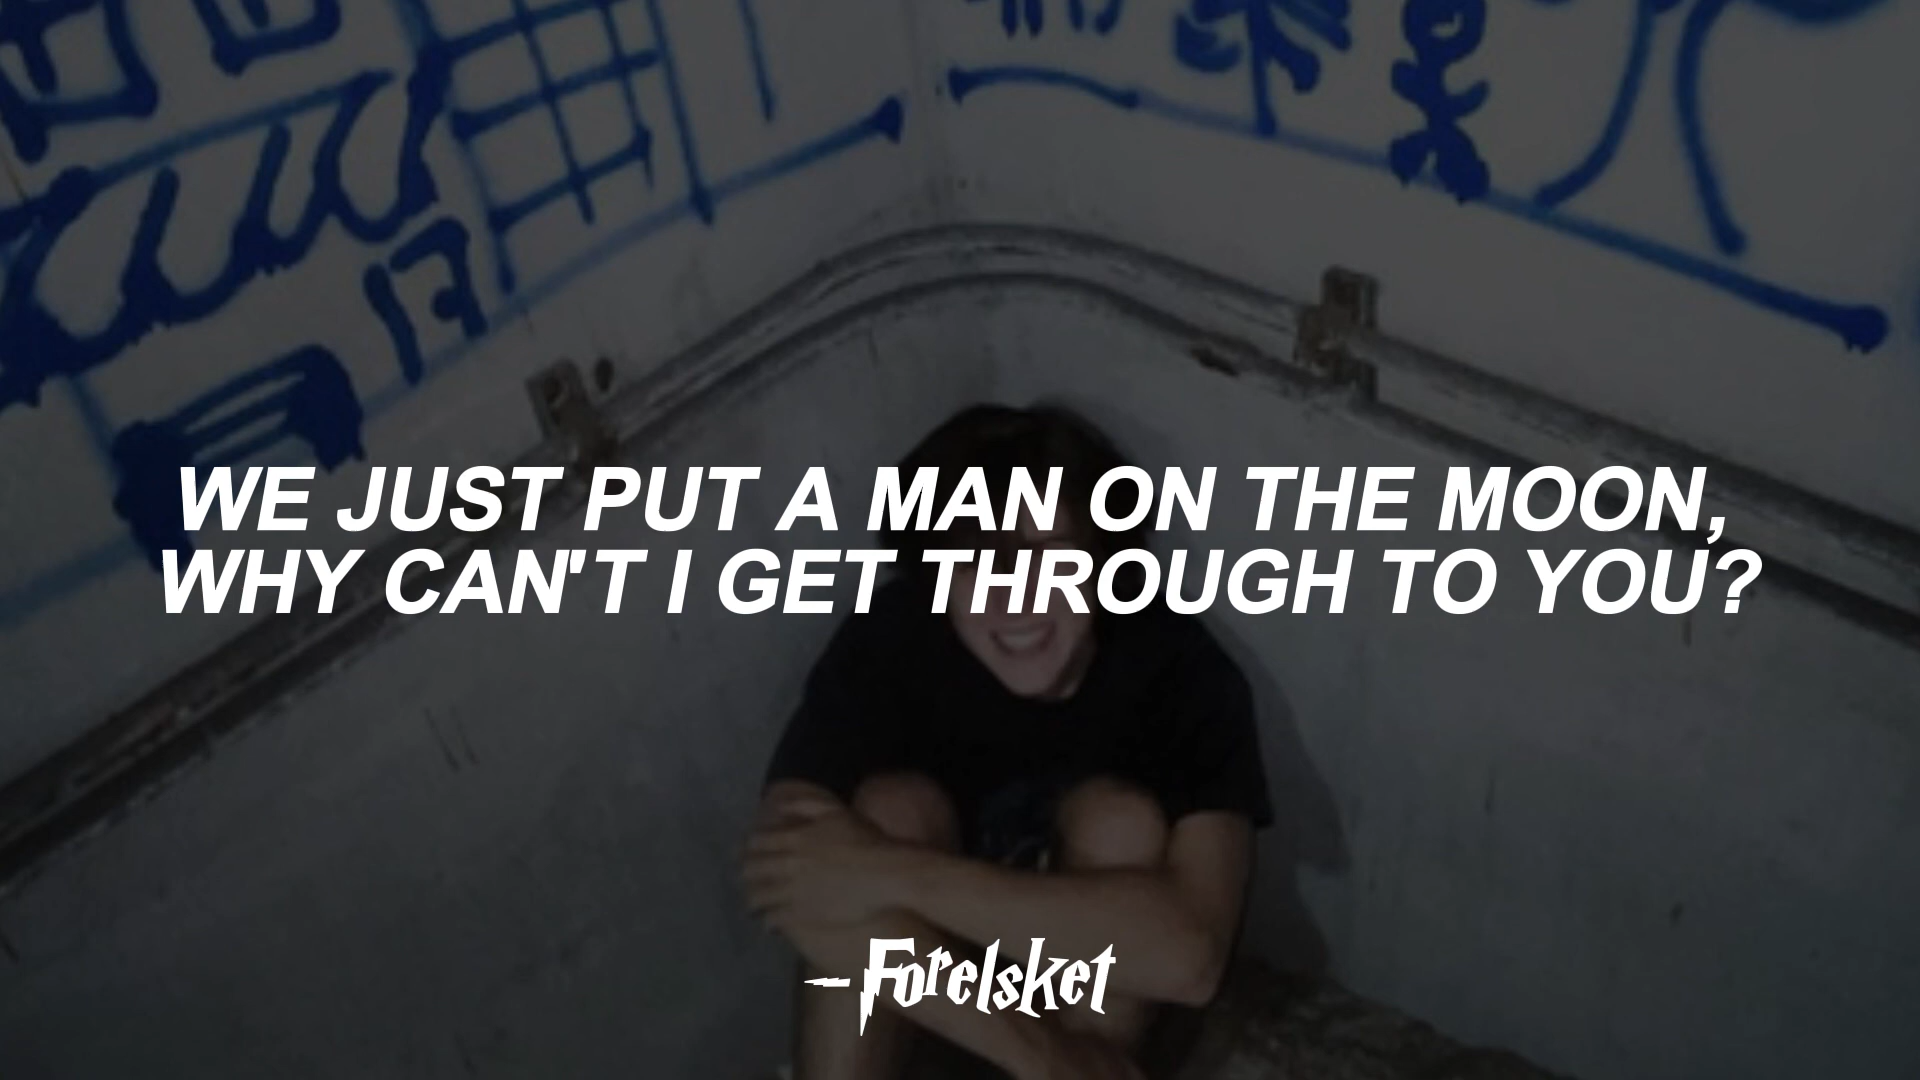 WE JUST PUT A MAN ON THE MOON,
WHY CAN'T I GET THROUGH TO YOU?
—Forelsket